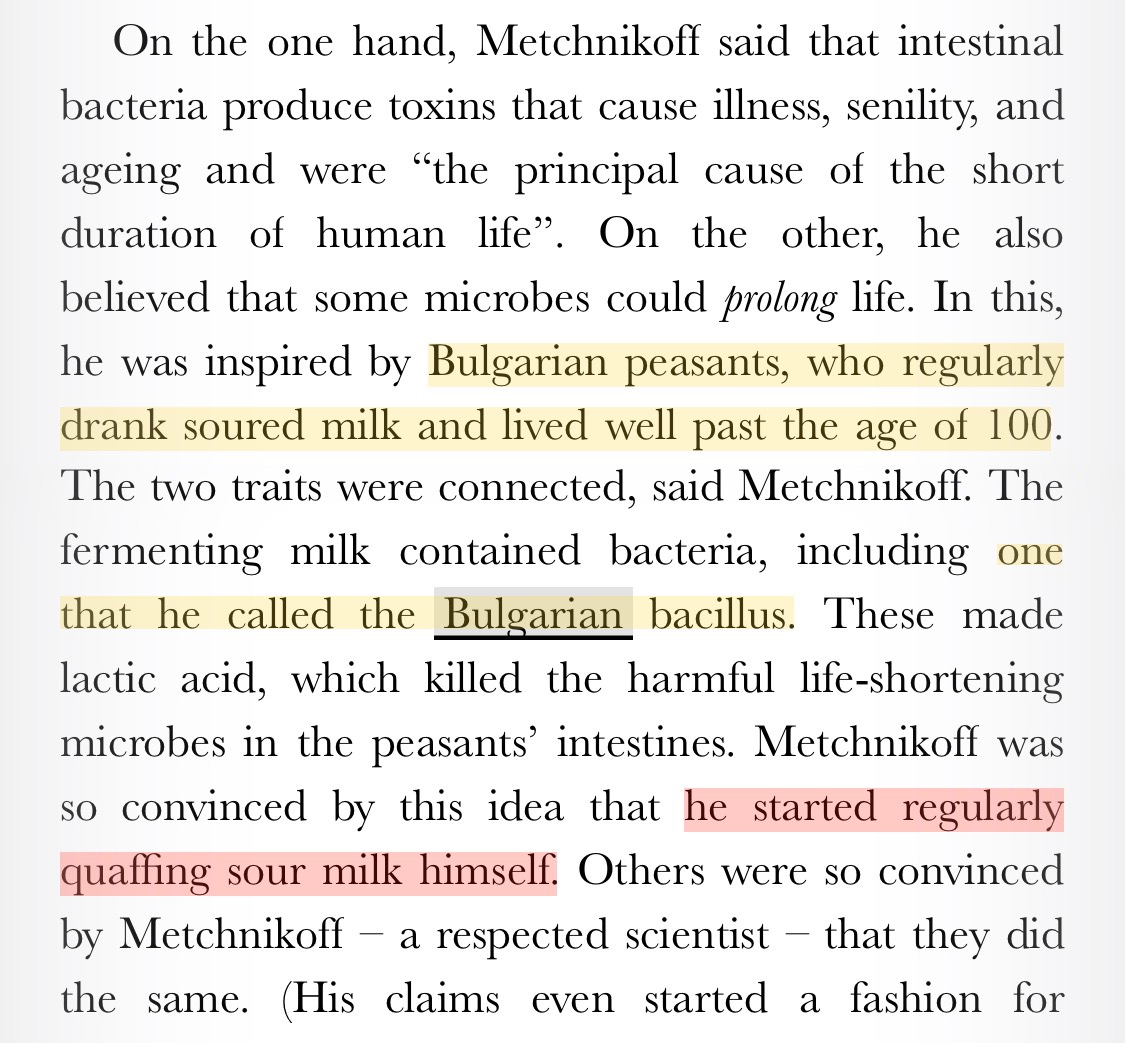 On the one hand, Metchnikoff said that intestinal
bacteria produce toxins that cause illness, senility, and
ageing and were “the principal cause of the short
duration of human life”. On the other, he also
believed that some microbes could prolong life. In this,
he was inspired by Bulgarian peasants, who regularly
drank soured milk and lived well past the age of 100.
The two traits were connected, said Metchnikoff. The
fermenting milk contained bacteria, including one
that he called the Bulgarian bacillus. These made
lactic acid, which killed the harmful life-shortening
microbes in the peasants’ intestines. Metchnikoff was
so convinced by this idea that he started regularly
quaffing sour milk himself. Others were so convinced
by Metchnikoff – a respected scientist – that they did
the same. (His claims even started a fashion for